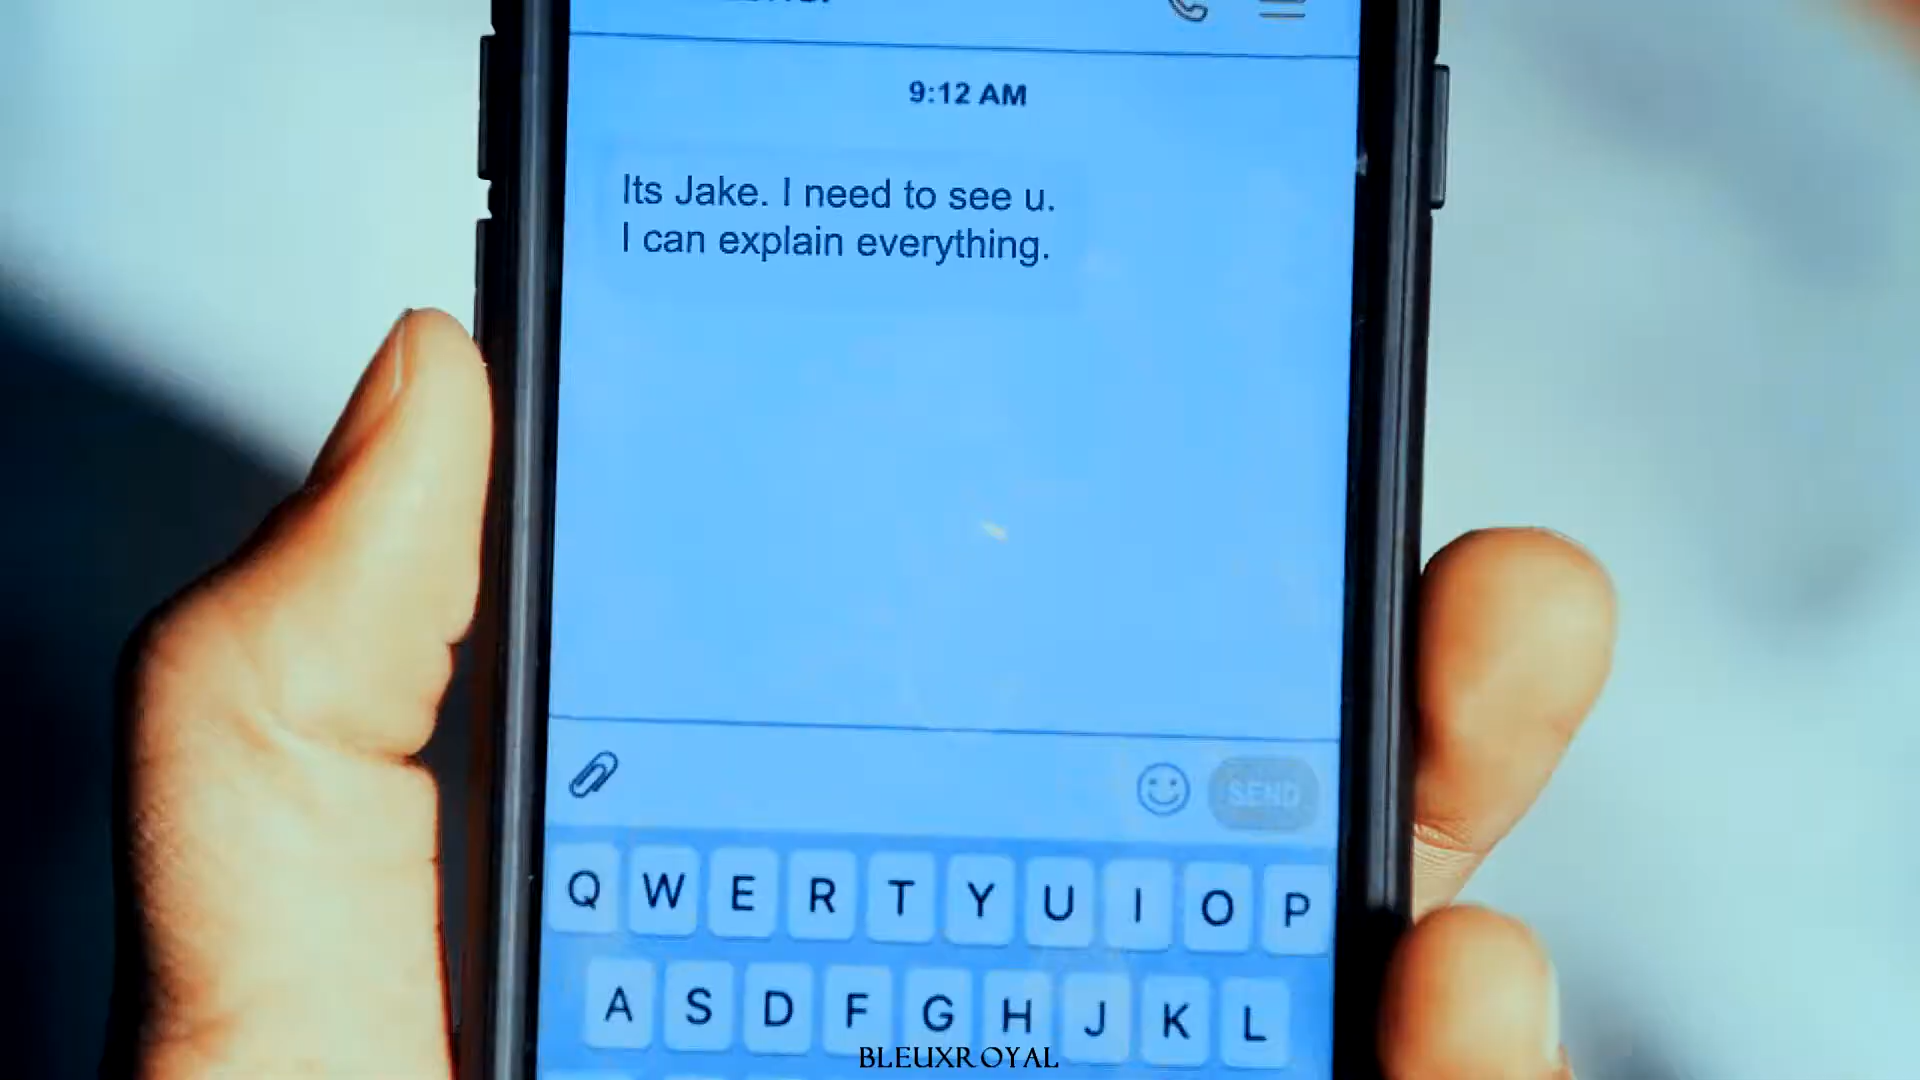 9:12 AM
Its Jake. I need to see u.
I can explain everything.
SEND
Q W E R T Y U I O P
A S D F G H J K L
BLEUXROYAL